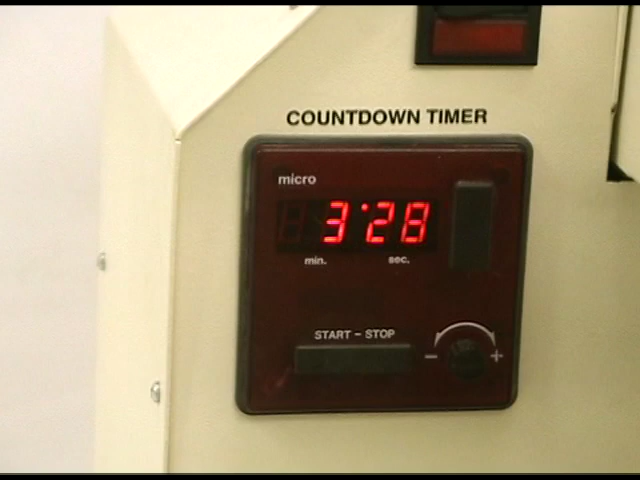 COUNTDOWN TIMER
micro
3:28
min. sec.
START - STOP
- +